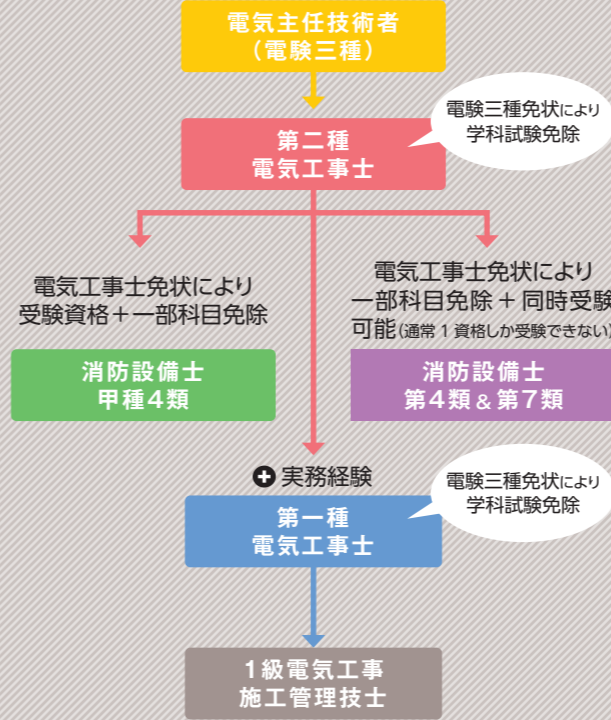 電気主任技術者
（電験三種）
電験三種免状により
学科試験免除
第二種
電気工事士
電気工事士免状により
受験資格＋一部科目免除
電気工事士免状により
一部科目免除＋同時受験
可能(通常1資格しか受験できない)
消防設備士
甲種4類
消防設備士
第4類＆第7類
＋実務経験
電験三種免状により
学科試験免除
第一種
電気工事士
1級電気工事
施工管理技士